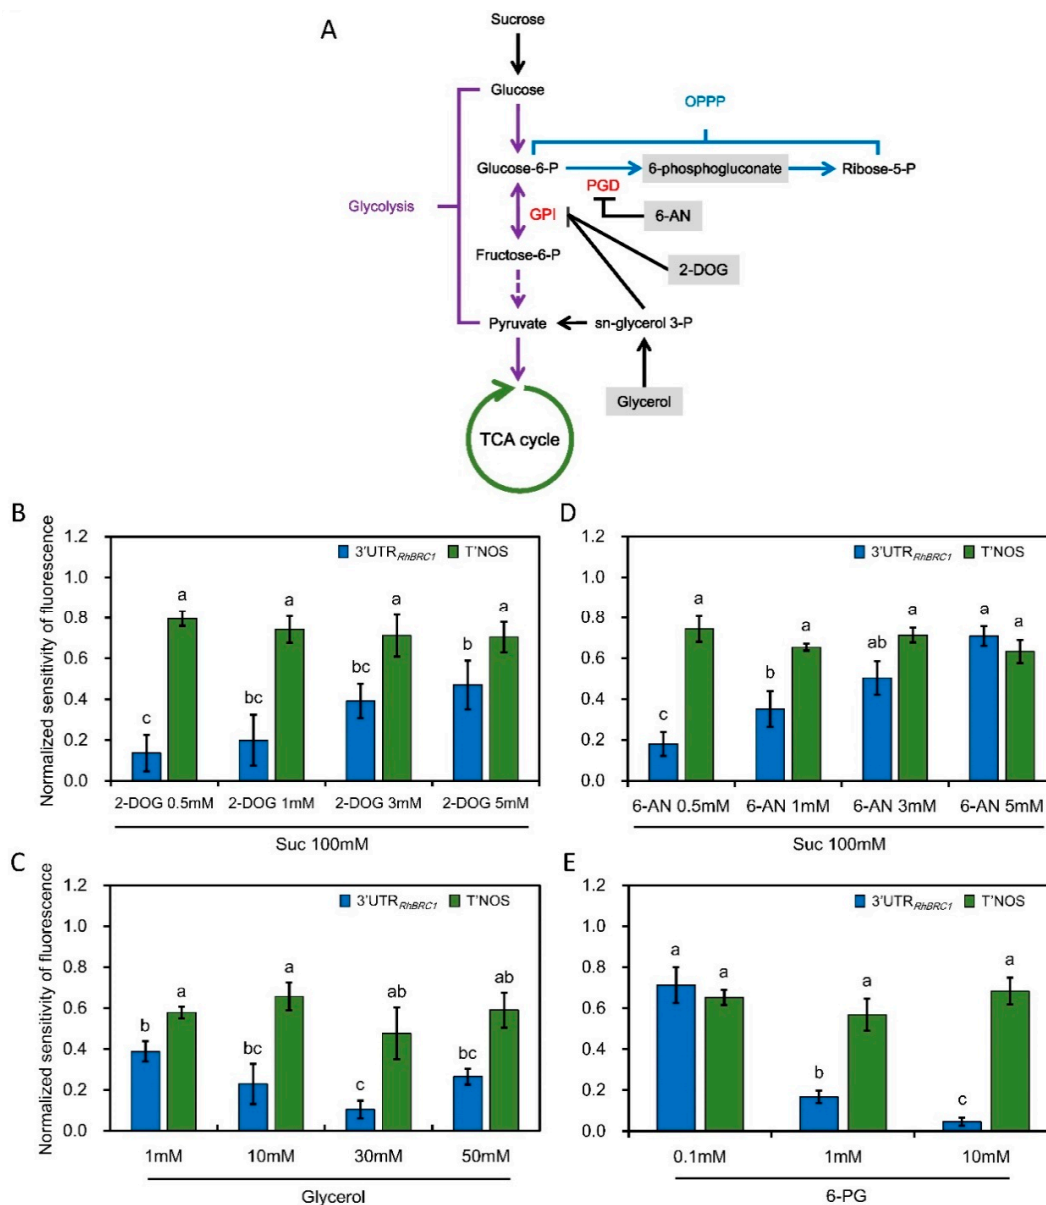 A
Sucrose
Glucose
OPPP
Glucose-6-P
6-phosphogluconate
Ribose-5-P
PGD
Glycolysis
GPI
6-AN
Fructose-6-P
2-DOG
Pyruvate
sn-glycerol 3-P
Glycerol
TCA cycle
B
Normalized sensitivity of fluorescence
1.2
1.0
0.8
0.6
0.4
0.2
0.0
3'UTRRhBRC1
T'NOS
c a bc a bc a b a
2-DOG 0.5mM 2-DOG 1mM 2-DOG 3mM 2-DOG 5mM
Suc 100mM
D
1.2
1.0
0.8
0.6
0.4
0.2
0.0
3'UTRRhBRC1
T'NOS
c a b a ab a a a
6-AN 0.5mM 6-AN 1mM 6-AN 3mM 6-AN 5mM
Suc 100mM
C
Normalized sensitivity of fluorescence
1.2
1.0
0.8
0.6
0.4
0.2
0.0
3'UTRRhBRC1
T'NOS
b a bc a c ab bc ab
1mM 10mM 30mM 50mM
Glycerol
E
1.2
1.0
0.8
0.6
0.4
0.2
0.0
3'UTRRhBRC1
T'NOS
a a b a c a
0.1mM 1mM 10mM
6-PG